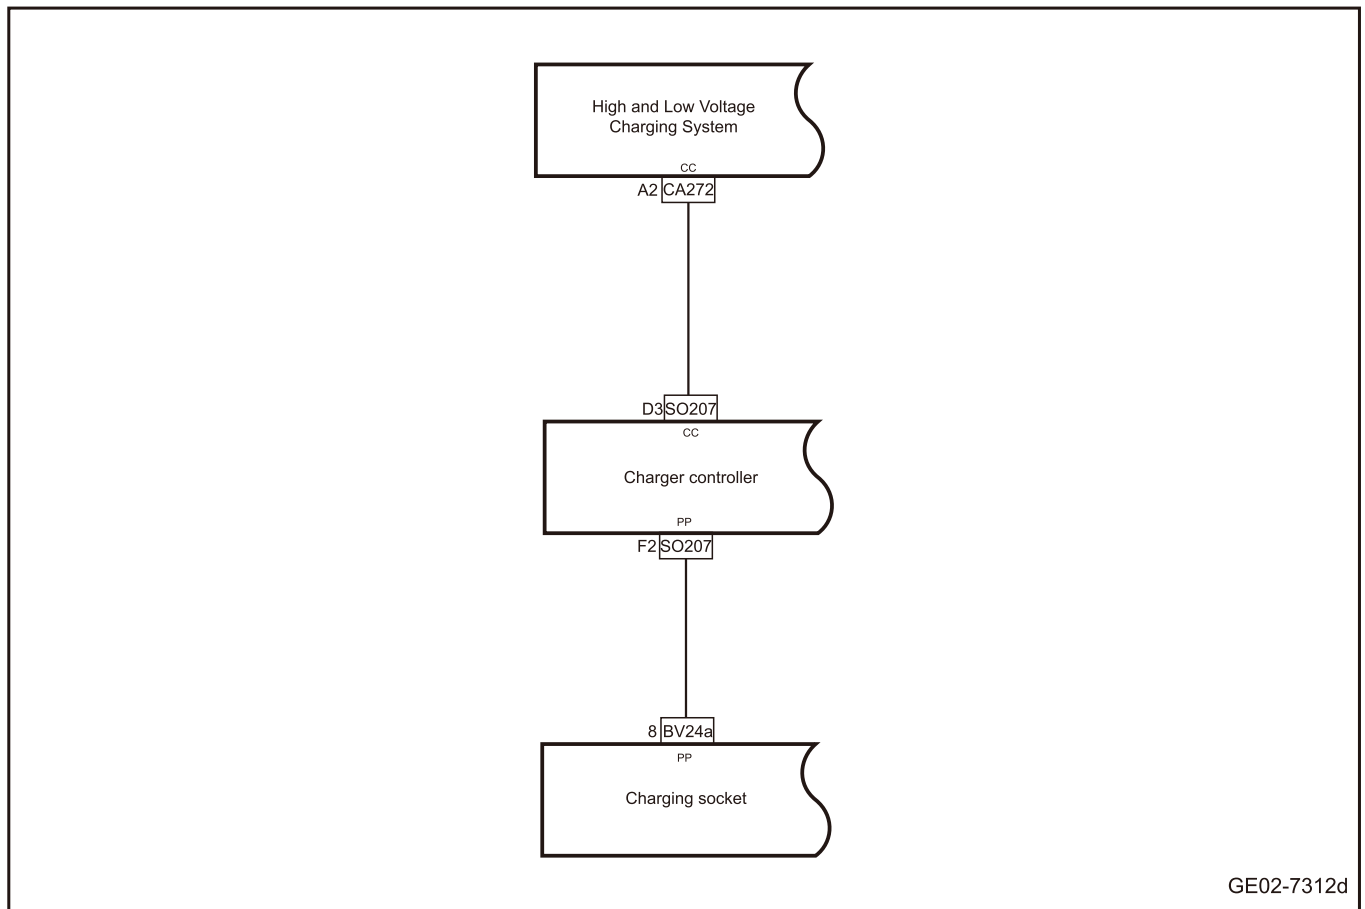 High and Low Voltage
Charging System
CC
A2 CA272
D3 SO207
CC
Charger controller
PP
F2 SO207
8 BV24a
PP
Charging socket
GE02-7312d